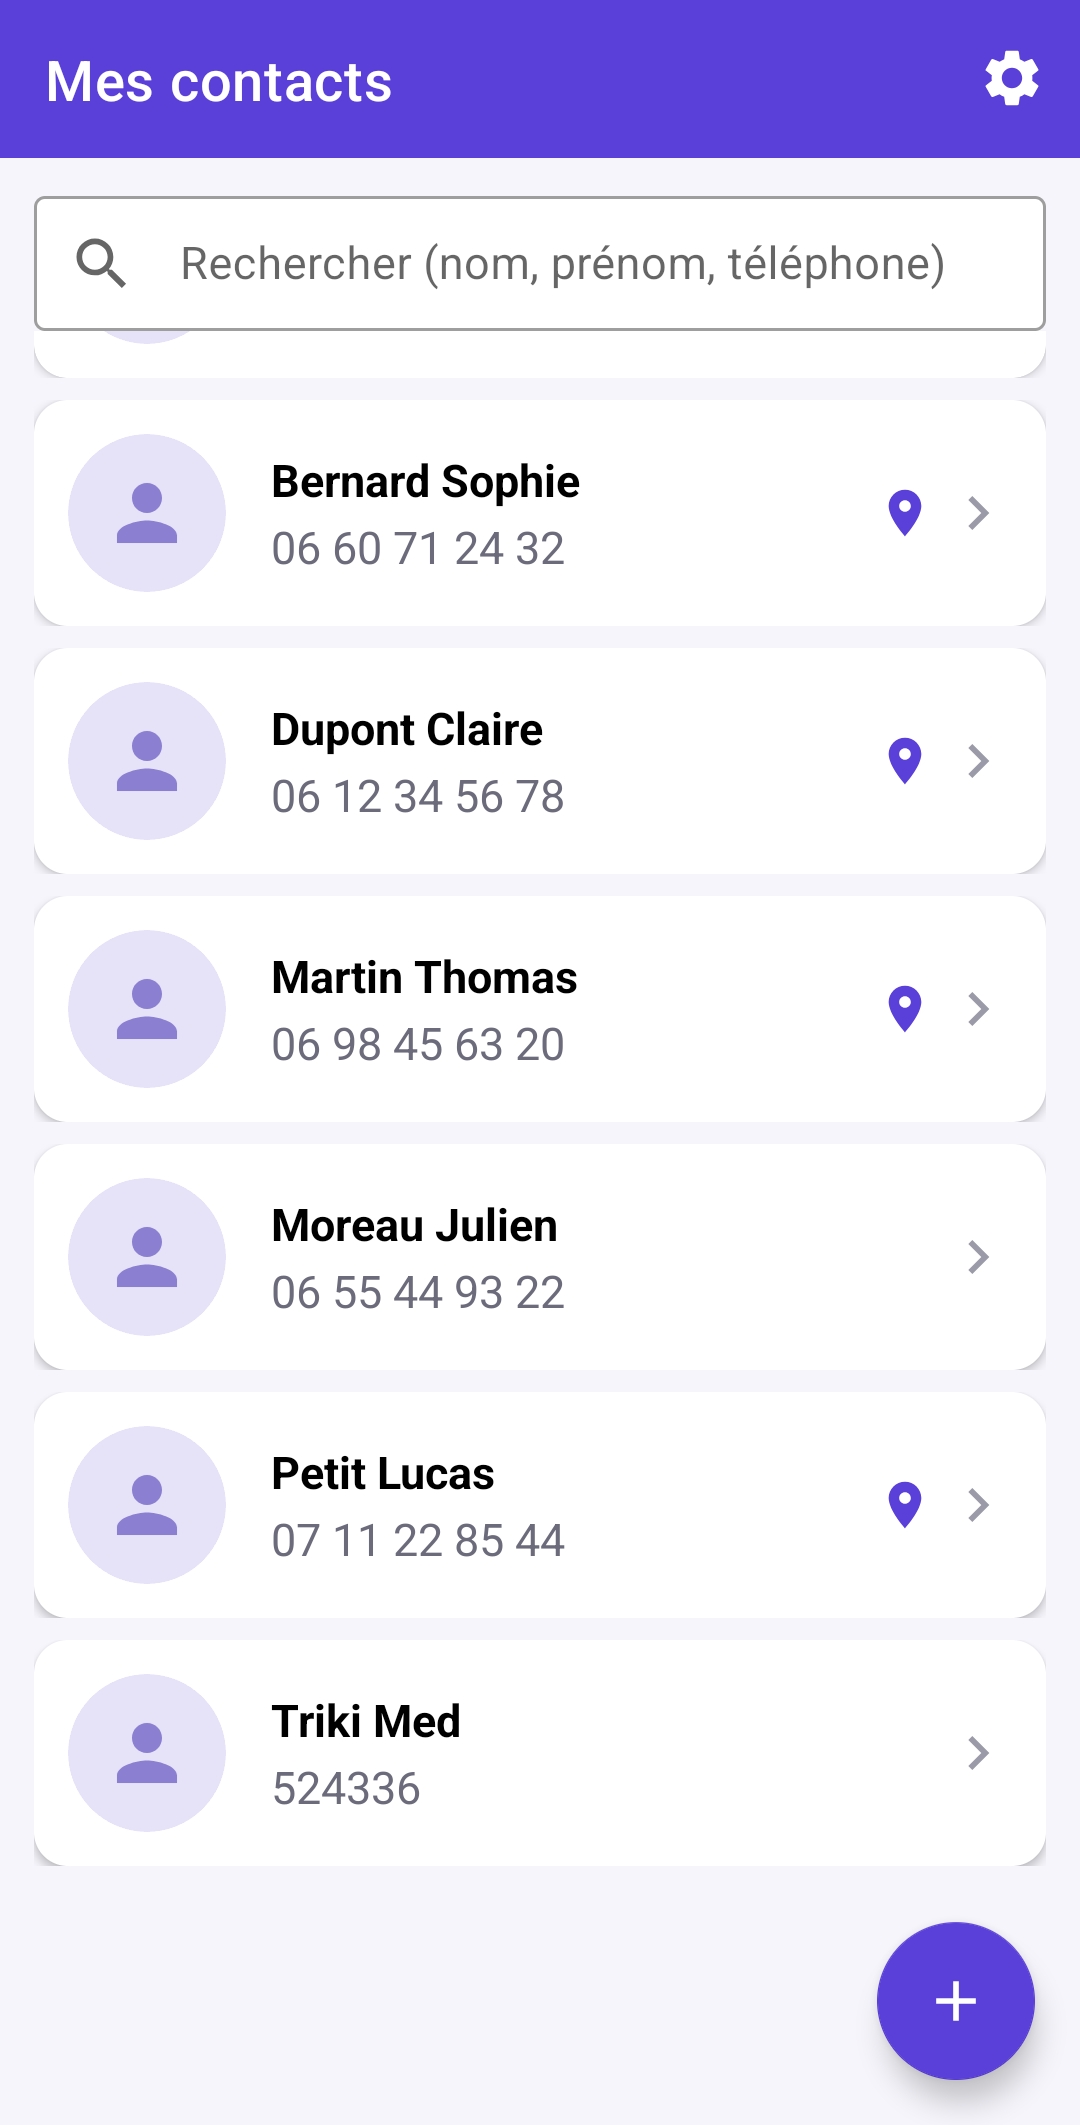 Mes contacts
Rechercher (nom, prénom, téléphone)
Bernard Sophie
06 60 71 24 32
Dupont Claire
06 12 34 56 78
Martin Thomas
06 98 45 63 20
Moreau Julien
06 55 44 93 22
Petit Lucas
07 11 22 85 44
Triki Med
524336